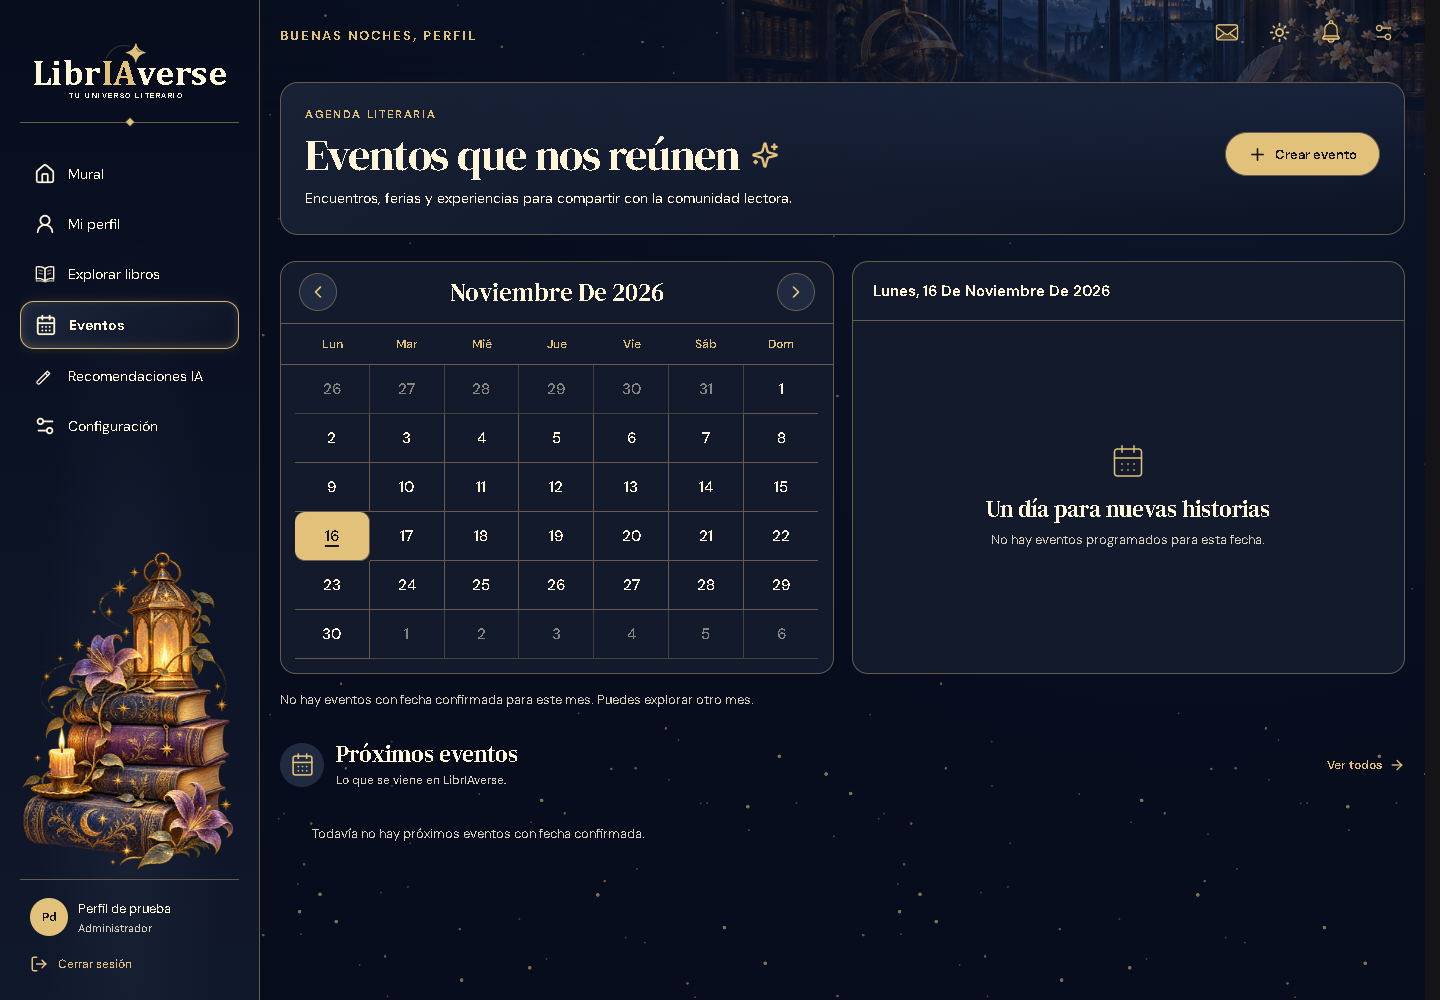 LibrIAverse
TU UNIVERSO LITERARIO
Mural
Mi perfil
Explorar libros
Eventos
Recomendaciones IA
Configuración
Pd
Perfil de prueba
Administrador
Cerrar sesión
BUENAS NOCHES, PERFIL
AGENDA LITERARIA
Eventos que nos reúnen
Encuentros, ferias y experiencias para compartir con la comunidad lectora.
Crear evento
Noviembre De 2026
Lun Mar Mié Jue Vie Sáb Dom
26 27 28 29 30 31 1
2 3 4 5 6 7 8
9 10 11 12 13 14 15
16 17 18 19 20 21 22
23 24 25 26 27 28 29
30 1 2 3 4 5 6
Lunes, 16 De Noviembre De 2026
Un día para nuevas historias
No hay eventos programados para esta fecha.
No hay eventos con fecha confirmada para este mes. Puedes explorar otro mes.
Próximos eventos
Lo que se viene en LibrIAverse.
Ver todos
Todavía no hay próximos eventos con fecha confirmada.